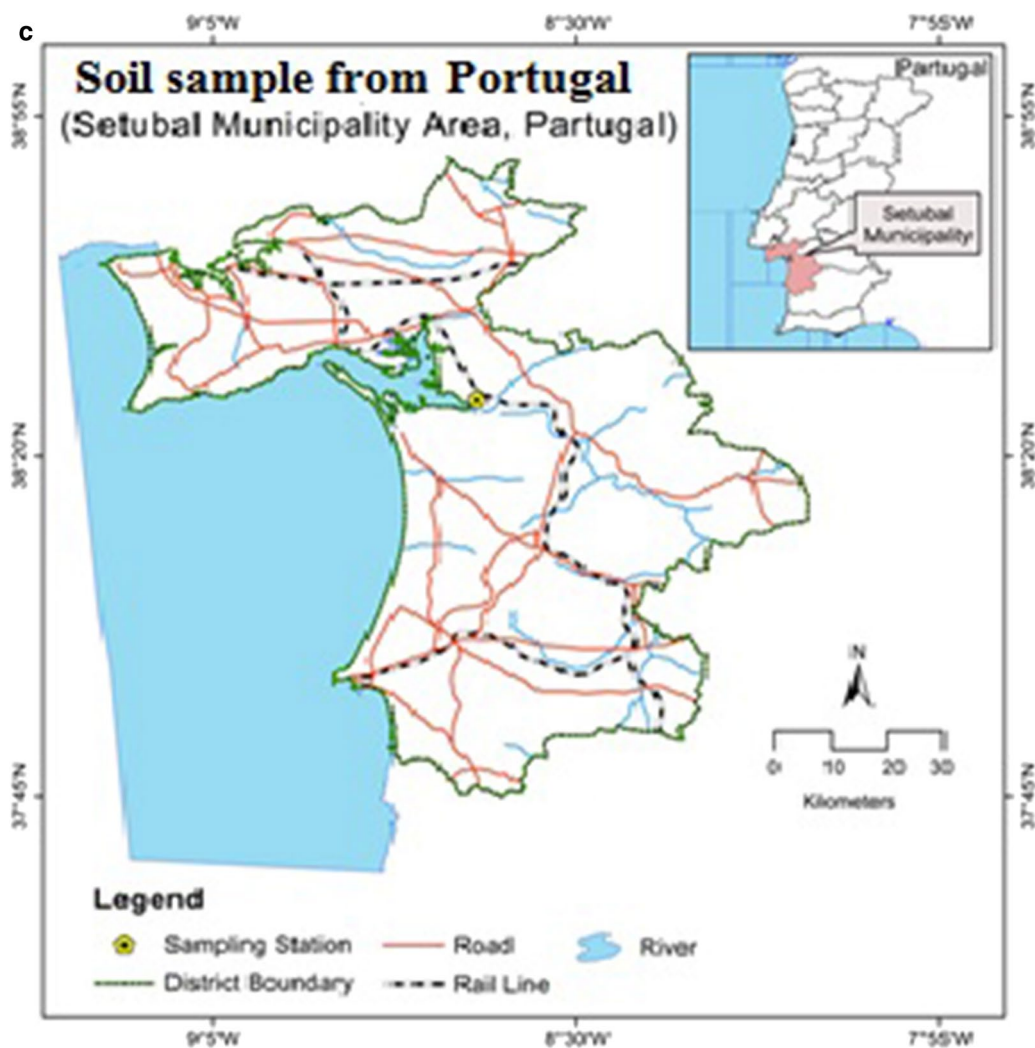 c
9°5'W 8°30'W 7°55'W
Soil sample from Portugal
(Setubal Municipality Area, Partugal)
Partugal
Setubal
Municipality
38°55'N 38°55'N
38°20'N 38°20'N
37°45'N 37°45'N
N
0 10 20 30
Kilometers
Legend
Sampling Station Road River
District Boundary Rail Line
9°5'W 8°30'W 7°55'W